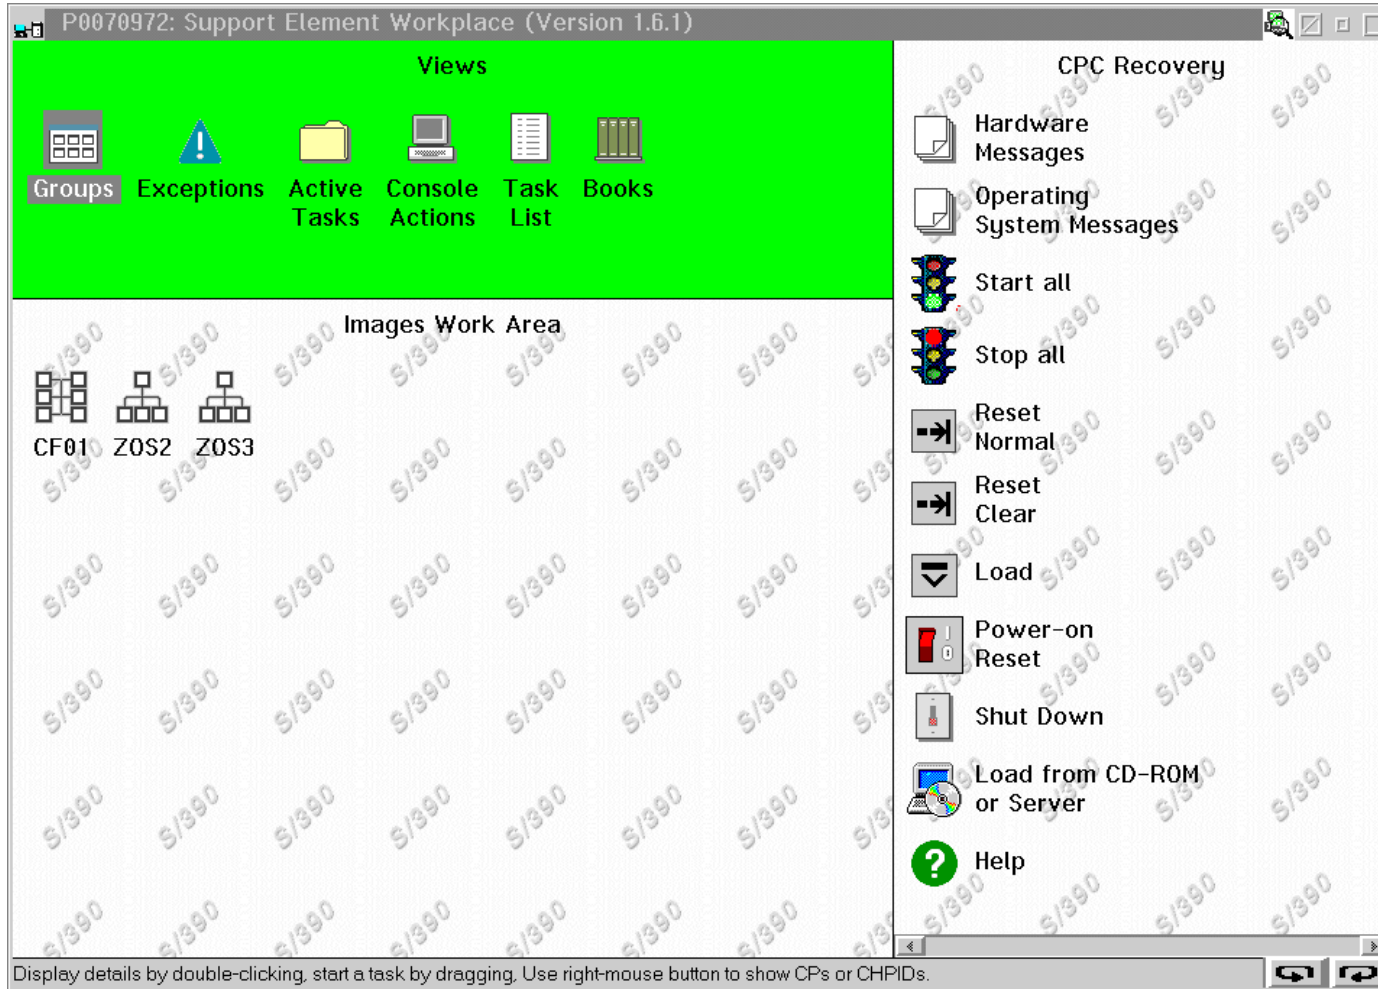 P0070972: Support Element Workplace (Version 1.6.1)
Views
Groups
Exceptions
Active
Tasks
Console
Actions
Task
List
Books
Images Work Area
CF01
ZOS2
ZOS3
CPC Recovery
Hardware
Messages
Operating
System Messages
Start all
Stop all
Reset
Normal
Reset
Clear
Load
Power-on
Reset
Shut Down
Load from CD-ROM
or Server
Help
S/390
Display details by double-clicking, start a task by dragging, Use right-mouse button to show CPs or CHPIDs.